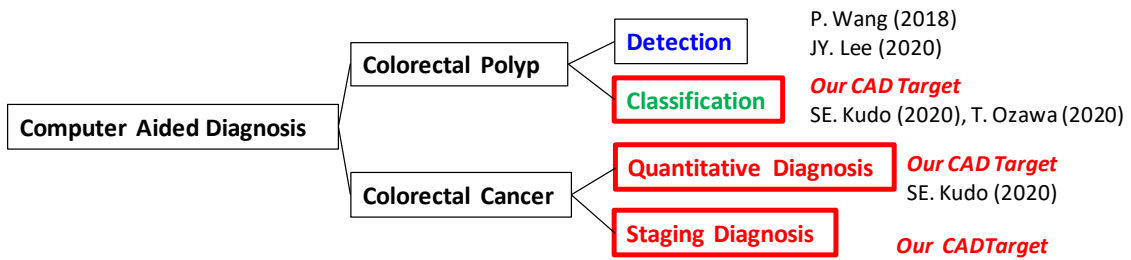 Computer Aided Diagnosis
Colorectal Polyp
Detection
P. Wang (2018)
JY. Lee (2020)
Classification
Our CAD Target
SE. Kudo (2020), T. Ozawa (2020)
Colorectal Cancer
Quantitative Diagnosis
Our CAD Target
SE. Kudo (2020)
Staging Diagnosis
Our CADTarget